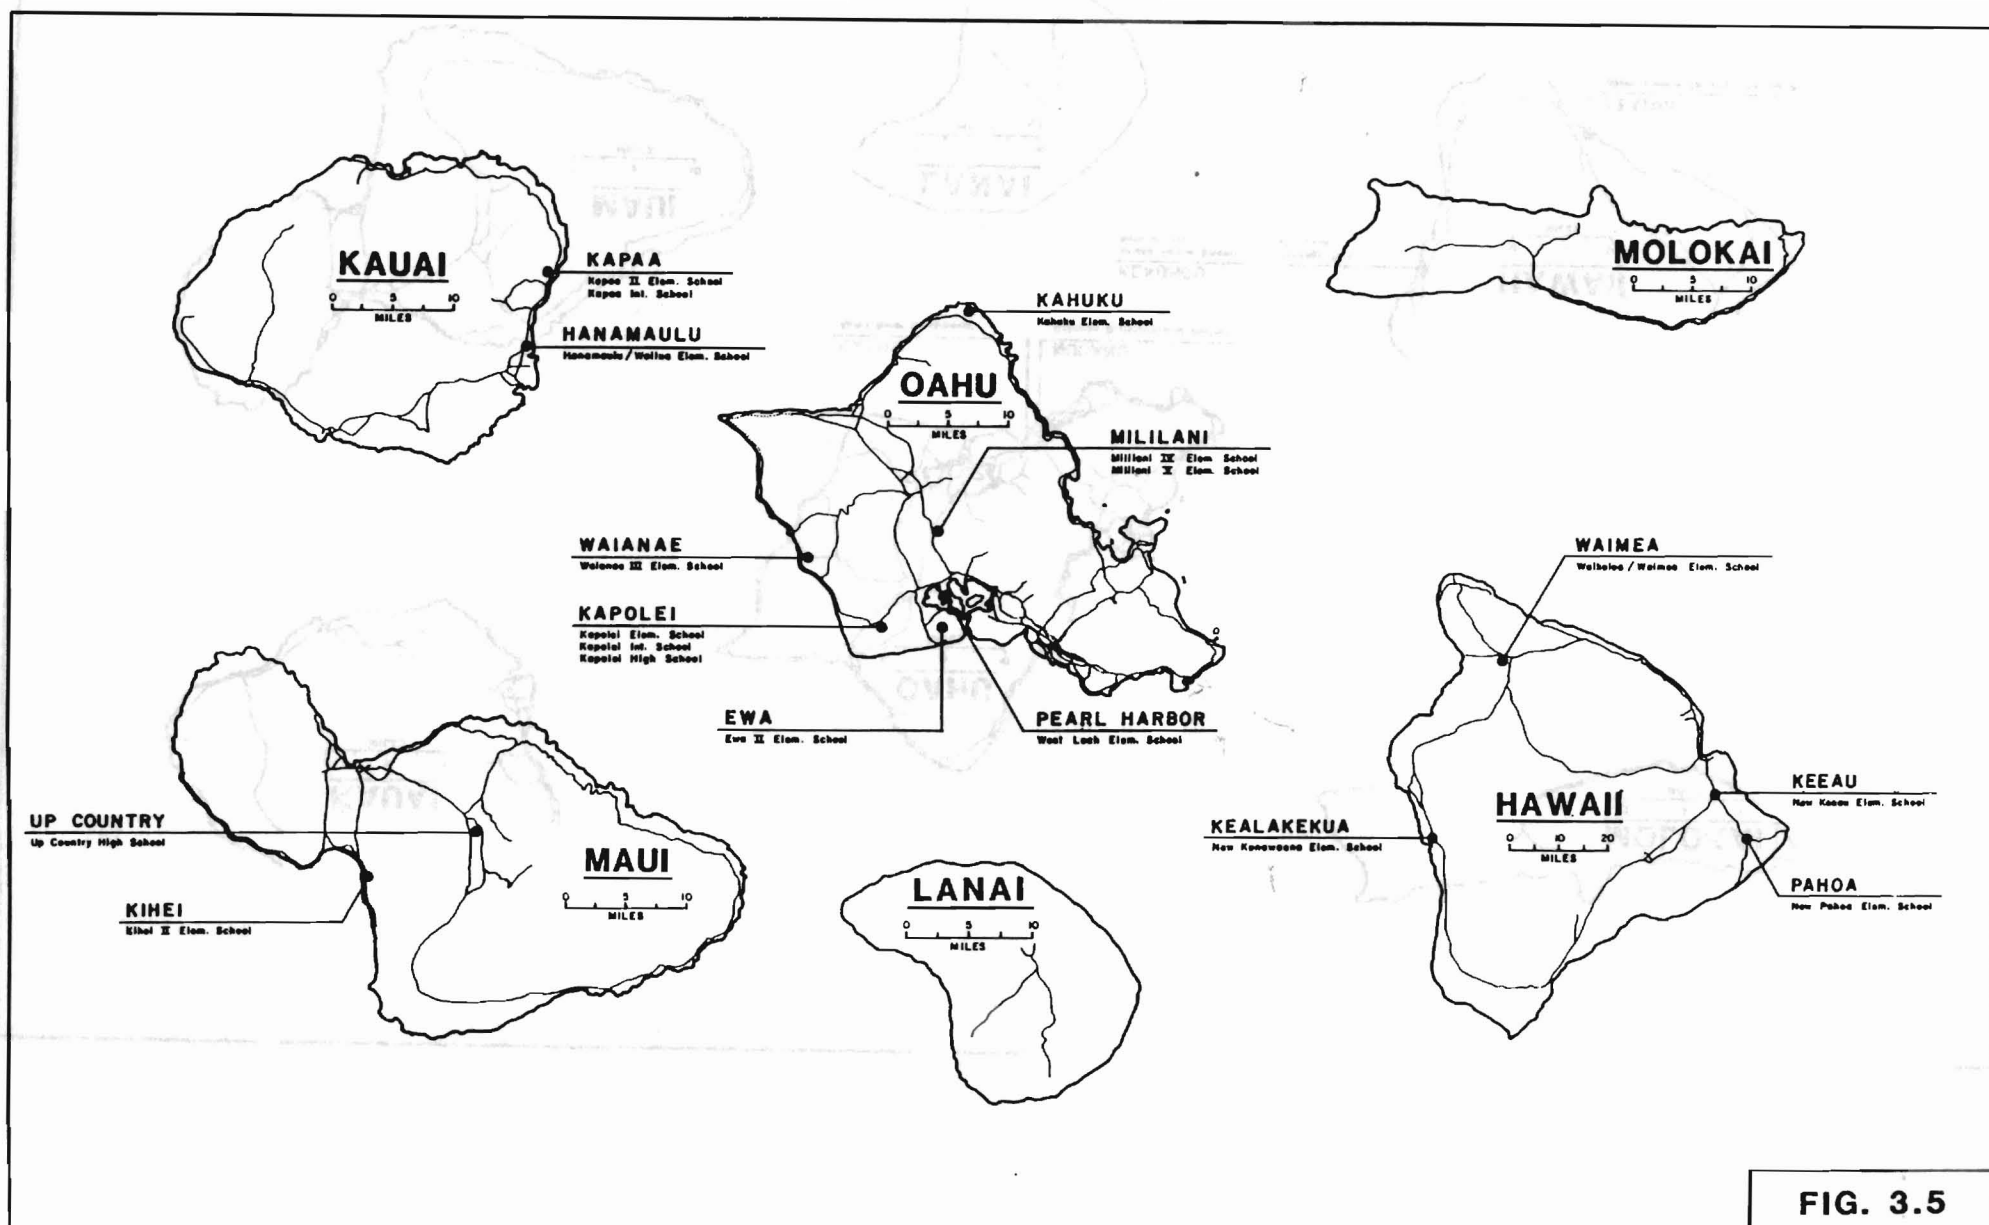 KAUAI
0 5 10
MILES
KAPAA
Kapaa II Elem. School
Kapaa Int. School
HANAMAULU
Hanamaulu / Wailua Elem. School
MOLOKAI
0 5 10
MILES
KAHUKU
Kahuku Elem. School
OAHU
0 5 10
MILES
MILILANI
Mililani IV Elem. School
Mililani V Elem. School
WAIANAE
Waianae III Elem. School
KAPOLEI
Kapolei Elem. School
Kapolei Int. School
Kapolei High School
EWA
Ewa II Elem. School
PEARL HARBOR
West Loch Elem. School
WAIMEA
Waikoloa / Waimea Elem. School
HAWAII
0 10 20
MILES
KEEAU
New Keaau Elem. School
KEALAKEKUA
New Konawaena Elem. School
PAHOA
New Pahoa Elem. School
UP COUNTRY
Up Country High School
MAUI
0 5 10
MILES
KIHEI
Kihei II Elem. School
LANAI
0 5 10
MILES
FIG. 3.5